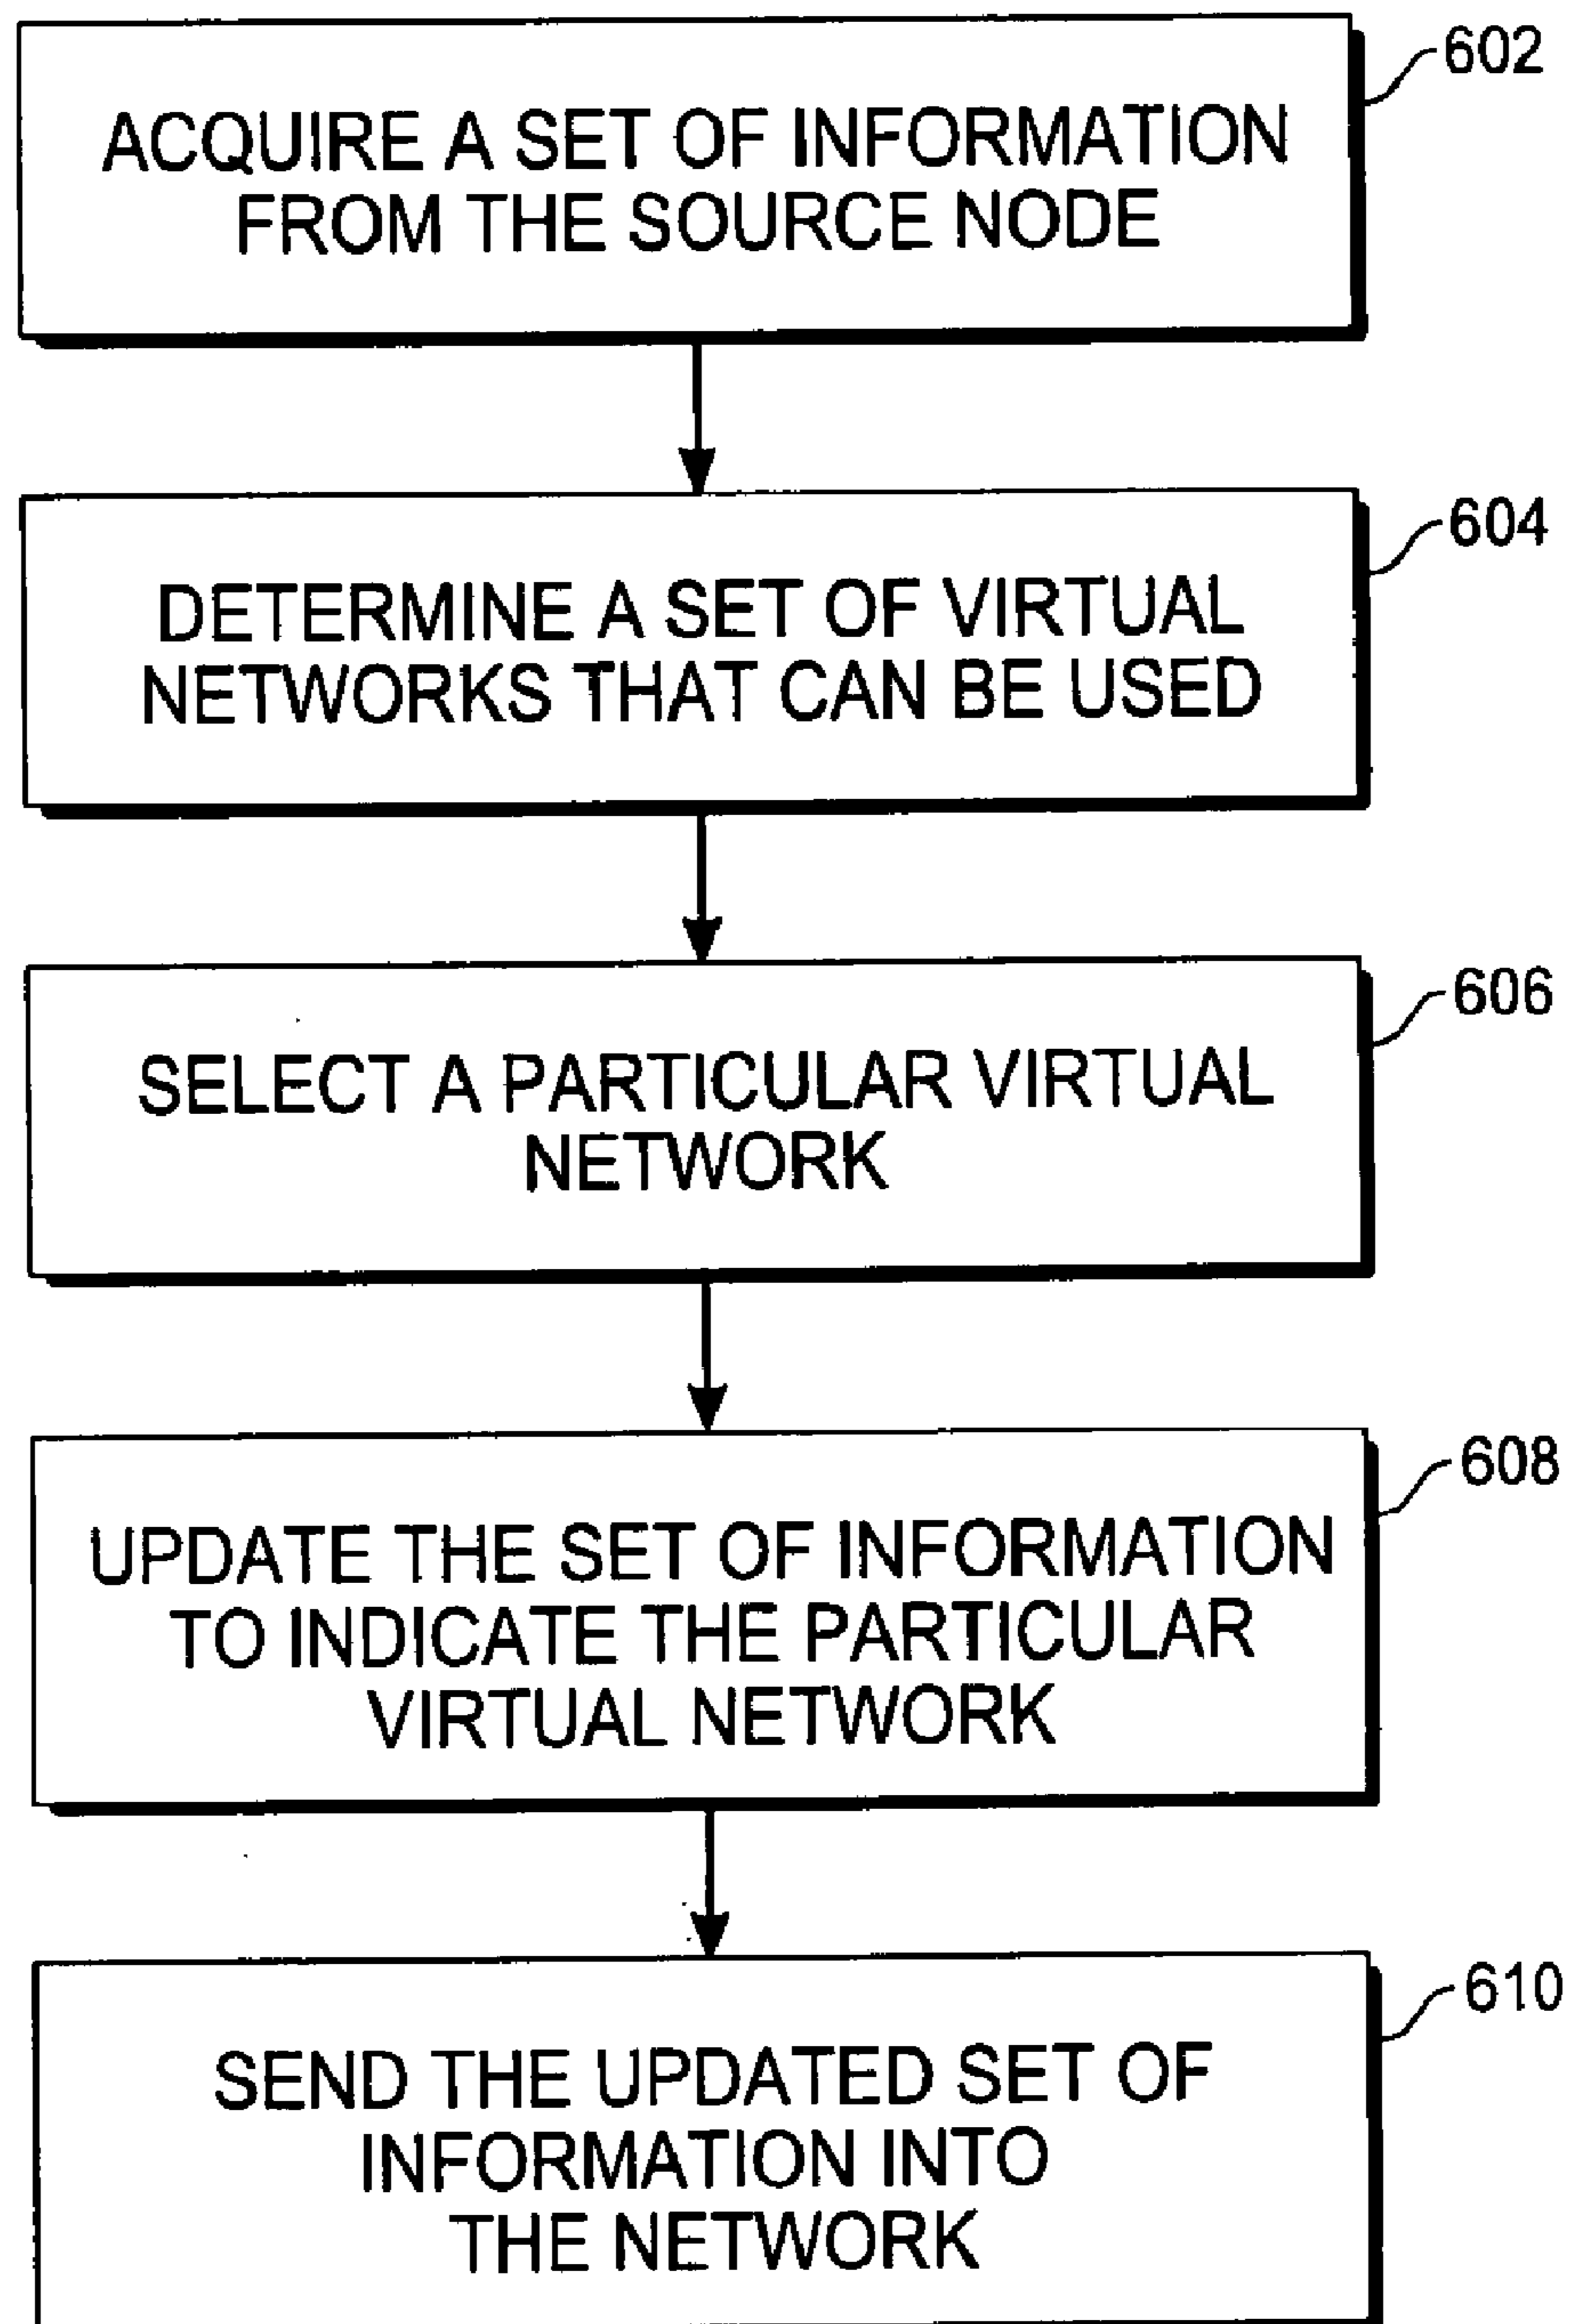 602
ACQUIRE A SET OF INFORMATION
FROM THE SOURCE NODE
604
DETERMINE A SET OF VIRTUAL
NETWORKS THAT CAN BE USED
606
SELECT A PARTICULAR VIRTUAL
NETWORK
608
UPDATE THE SET OF INFORMATION
TO INDICATE THE PARTICULAR
VIRTUAL NETWORK
610
SEND THE UPDATED SET OF
INFORMATION INTO
THE NETWORK